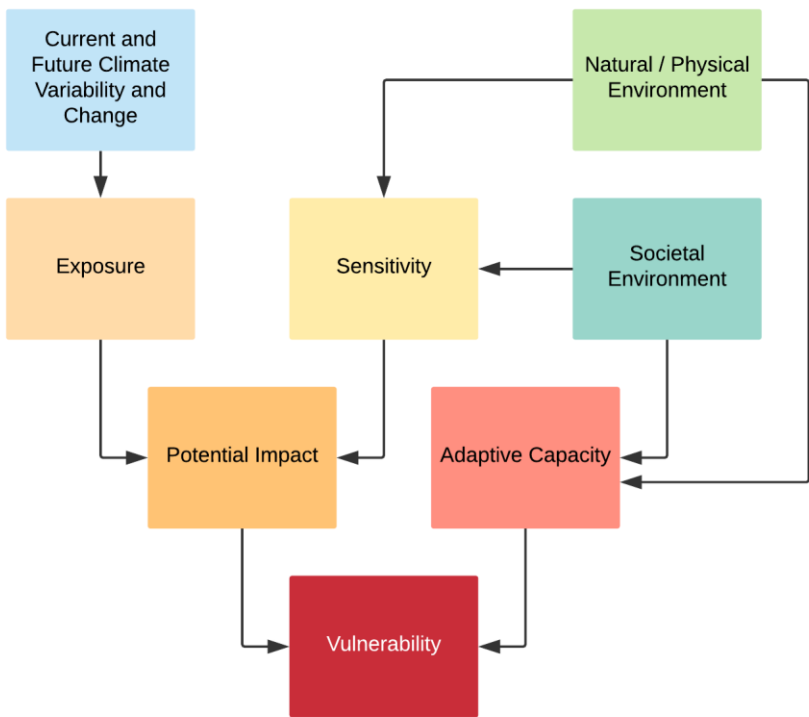 Current and
Future Climate
Variability and
Change
Natural / Physical
Environment
Exposure
Sensitivity
Societal
Environment
Potential Impact
Adaptive Capacity
Vulnerability